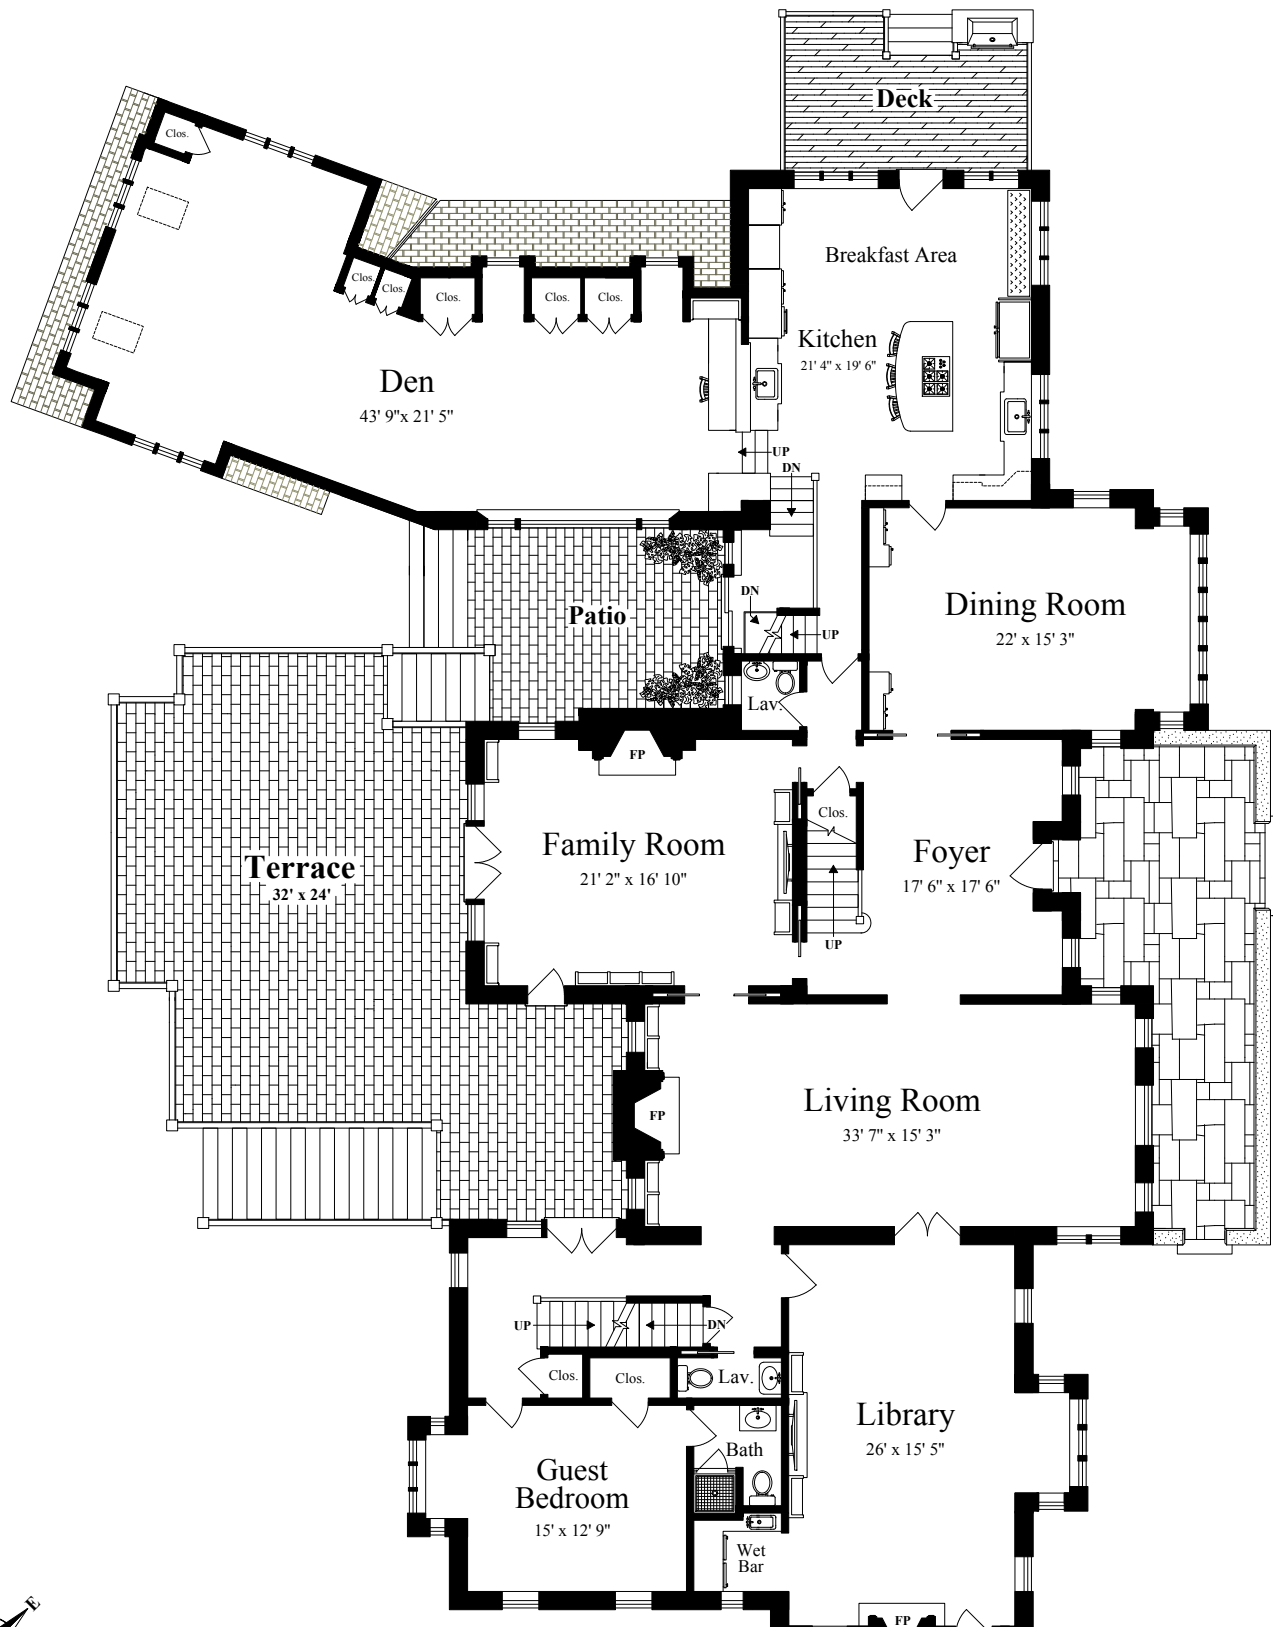 Deck
Clos.
Breakfast Area
Clos.
Clos.
Clos.
Clos.
Clos.
Kitchen
21' 4" x 19' 6"
Den
43' 9"x 21' 5"
UP
DN
DN
UP
Patio
Dining Room
22' x 15' 3"
Lav.
FP
Clos.
Family Room
21' 2" x 16' 10"
Foyer
17' 6" x 17' 6"
Terrace
32' x 24'
UP
Living Room
33' 7" x 15' 3"
FP
UP
DN
Clos.
Clos.
Lav.
Library
26' x 15' 5"
Bath
Guest
Bedroom
15' x 12' 9"
Wet
Bar
E
FP